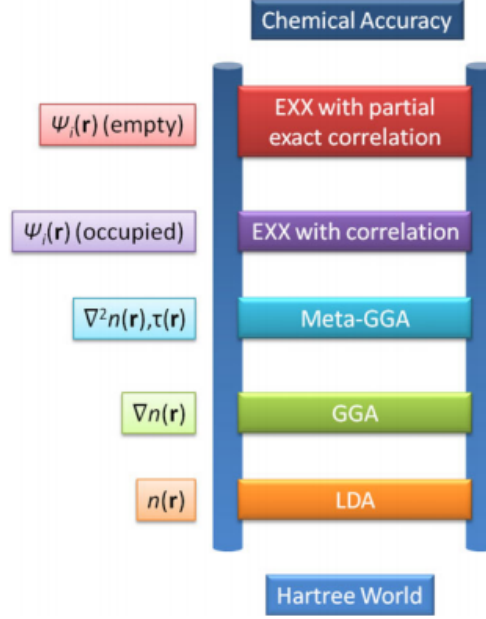 Chemical Accuracy
Ψi(r) (empty)
EXX with partial
exact correlation
Ψi(r) (occupied)
EXX with correlation
∇²n(r),τ(r)
Meta-GGA
∇n(r)
GGA
n(r)
LDA
Hartree World